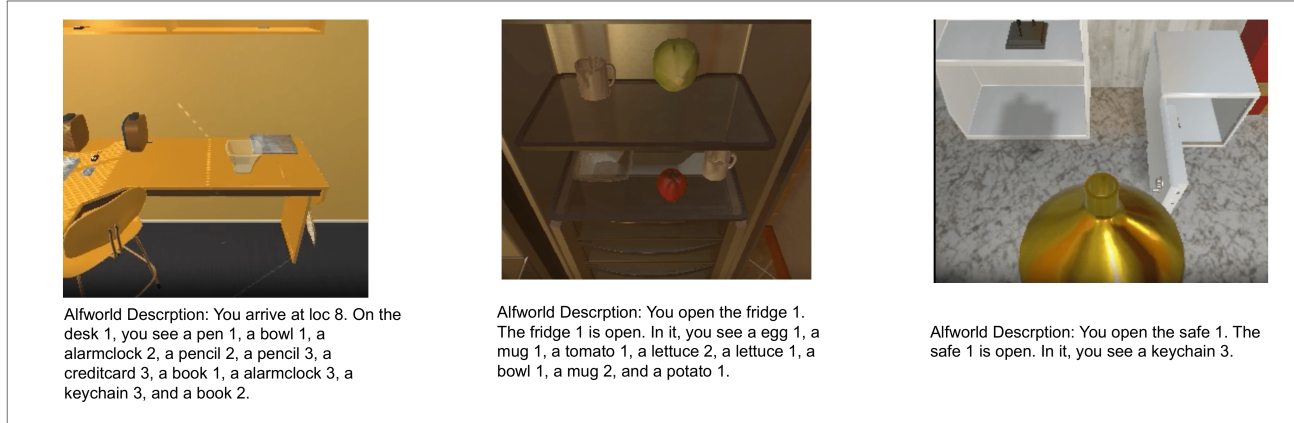 Alfworld Descrption: You arrive at loc 8. On the
desk 1, you see a pen 1, a bowl 1, a
alarmclock 2, a pencil 2, a pencil 3, a
creditcard 3, a book 1, a alarmclock 3, a
keychain 3, and a book 2.
Alfworld Descrption: You open the fridge 1.
The fridge 1 is open. In it, you see a egg 1, a
mug 1, a tomato 1, a lettuce 2, a lettuce 1, a
bowl 1, a mug 2, and a potato 1.
Alfworld Descrption: You open the safe 1. The
safe 1 is open. In it, you see a keychain 3.